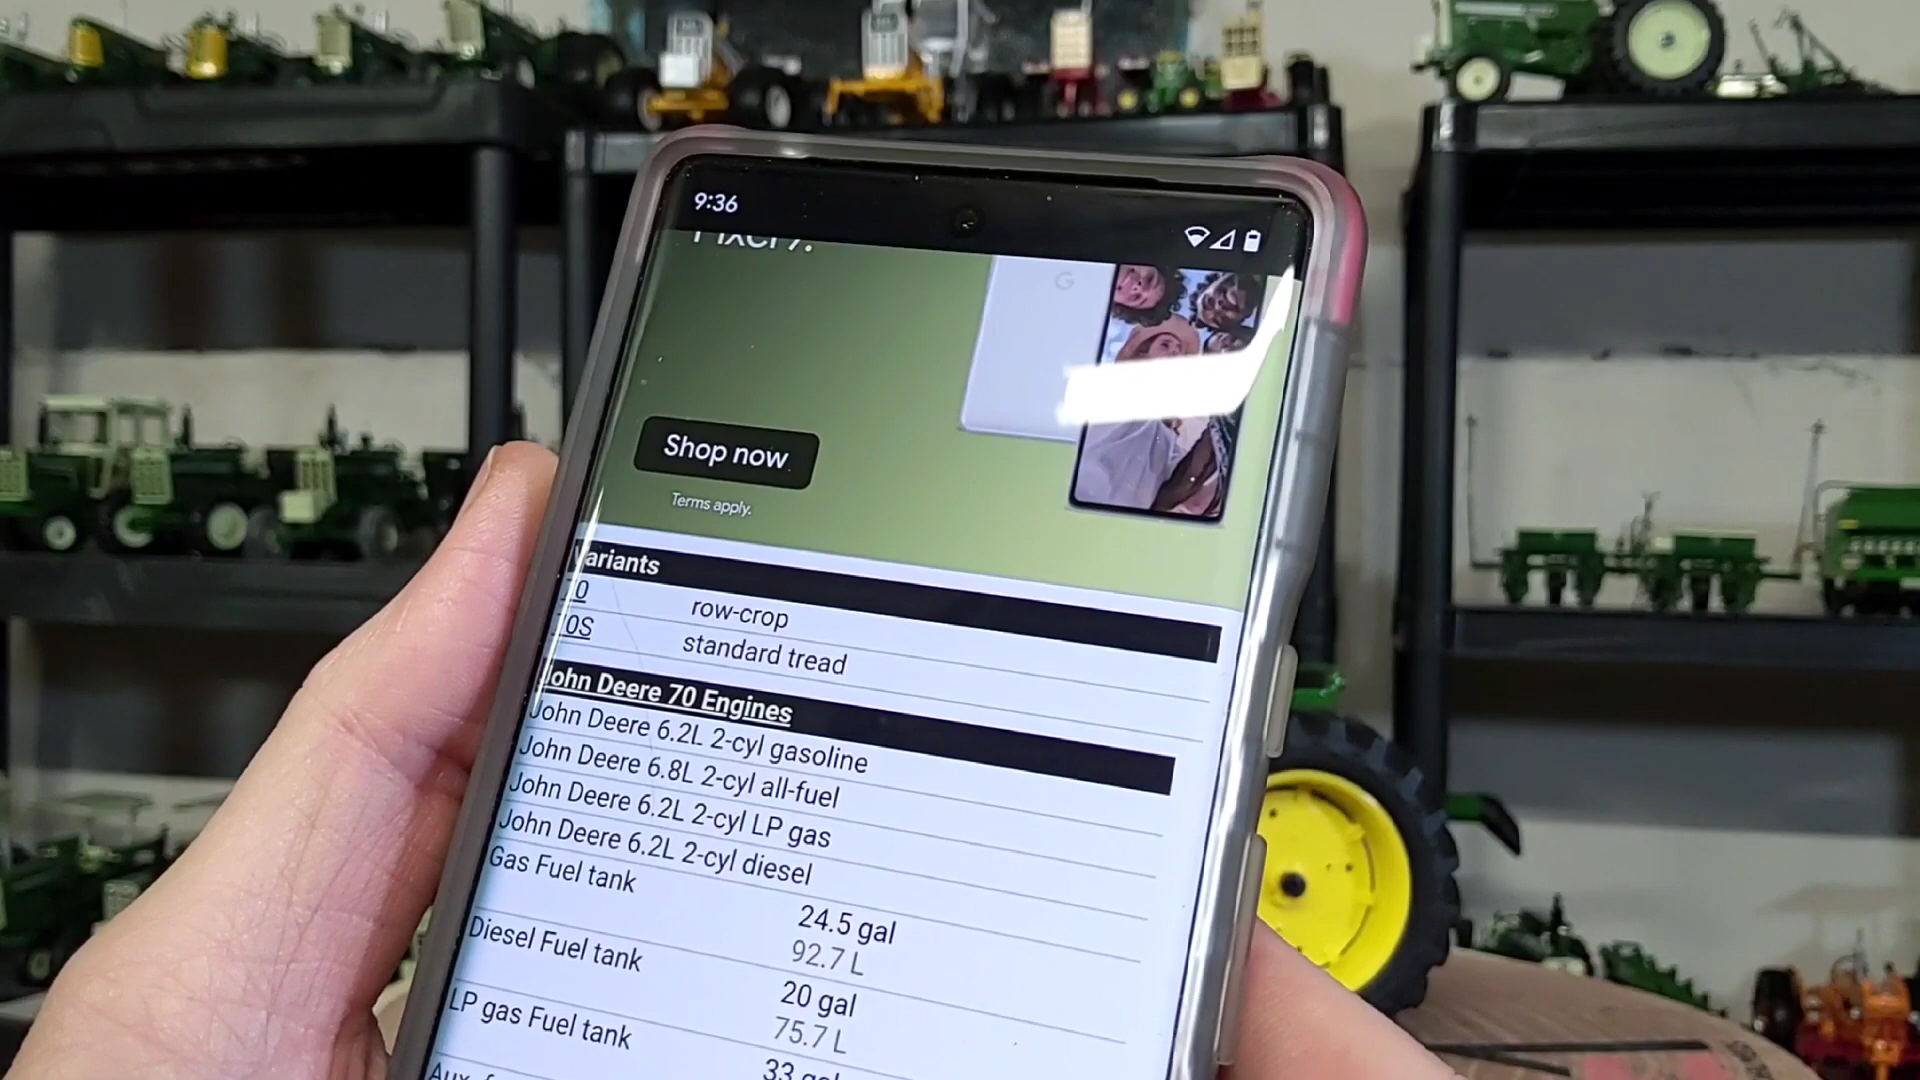 9:36
Shop now
Terms apply.
ariants
0 row-crop
0S standard tread
John Deere 70 Engines
John Deere 6.2L 2-cyl gasoline
John Deere 6.8L 2-cyl all-fuel
John Deere 6.2L 2-cyl LP gas
John Deere 6.2L 2-cyl diesel
Gas Fuel tank
24.5 gal
92.7 L
Diesel Fuel tank
20 gal
75.7 L
LP gas Fuel tank
33 gal